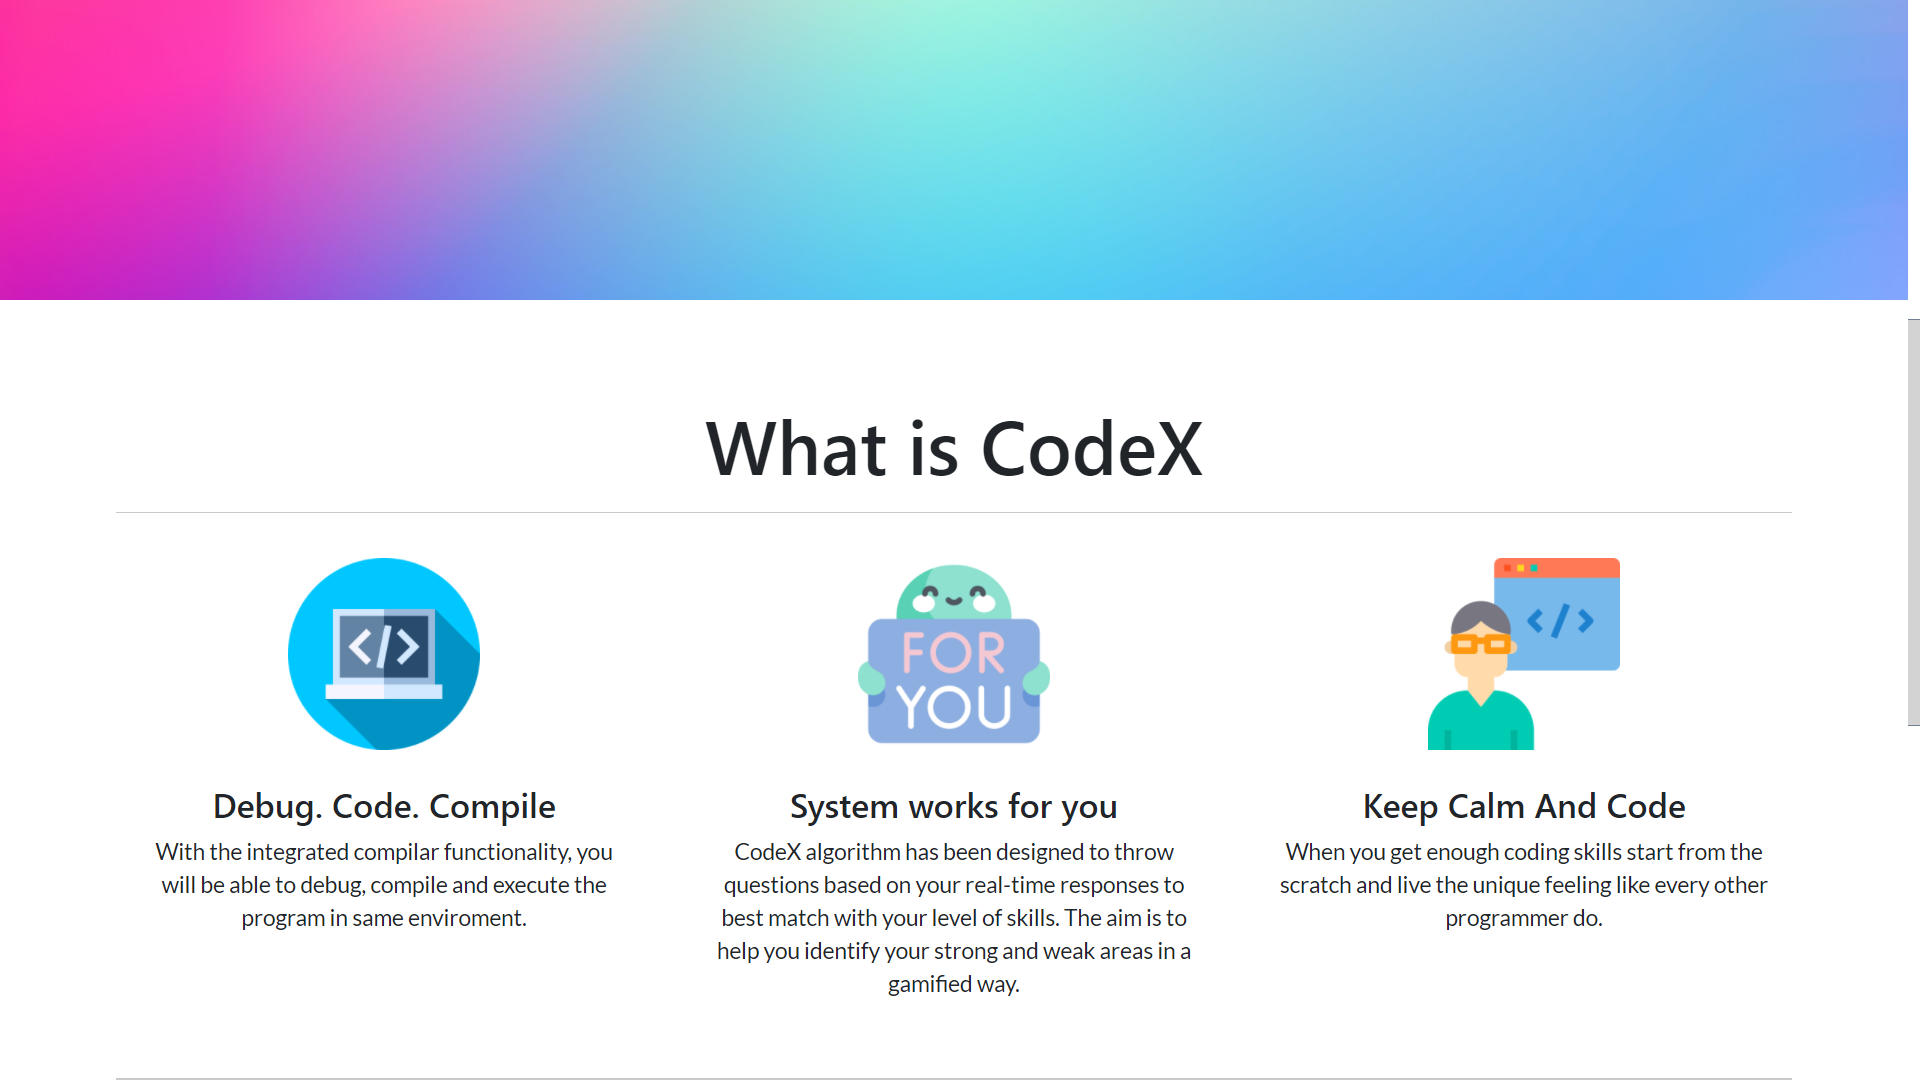 What is CodeX
</>
FOR
YOU
</>
Debug. Code. Compile
With the integrated compilar functionality, you
will be able to debug, compile and execute the
program in same enviroment.
System works for you
CodeX algorithm has been designed to throw
questions based on your real-time responses to
best match with your level of skills. The aim is to
help you identify your strong and weak areas in a
gamified way.
Keep Calm And Code
When you get enough coding skills start from the
scratch and live the unique feeling like every other
programmer do.